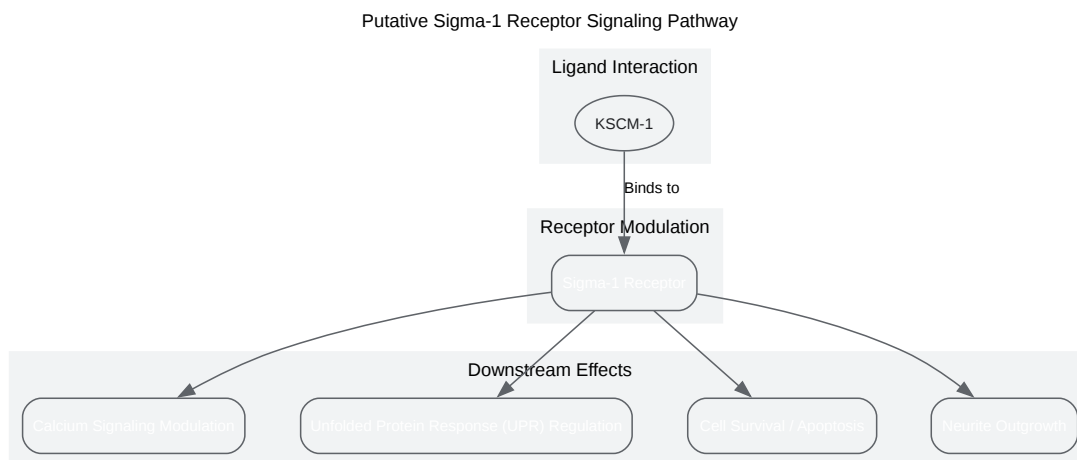 Putative Sigma-1 Receptor Signaling Pathway
Ligand Interaction
KSCM-1
Binds to
Receptor Modulation
Sigma-1 Receptor
Downstream Effects
Calcium Signaling Modulation
Unfolded Protein Response (UPR) Regulation
Cell Survival / Apoptosis
Neurite Outgrowth